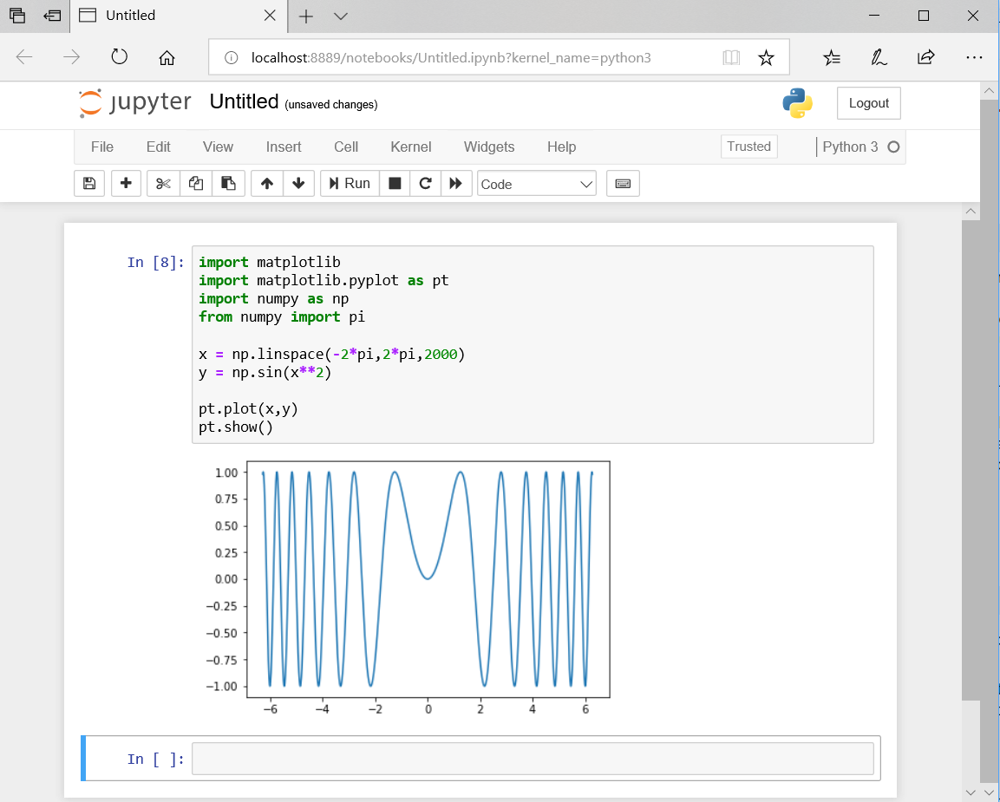 Untitled
localhost:8889/notebooks/Untitled.ipynb?kernel_name=python3
jupyter Untitled (unsaved changes)
Logout
File Edit View Insert Cell Kernel Widgets Help Trusted Python 3
Run Code
In [8]:
import matplotlib
import matplotlib.pyplot as pt
import numpy as np
from numpy import pi
x = np.linspace(-2*pi,2*pi,2000)
y = np.sin(x**2)
pt.plot(x,y)
pt.show()
1.00
0.75
0.50
0.25
0.00
−0.25
−0.50
−0.75
−1.00
−6 −4 −2 0 2 4 6
In [ ]: